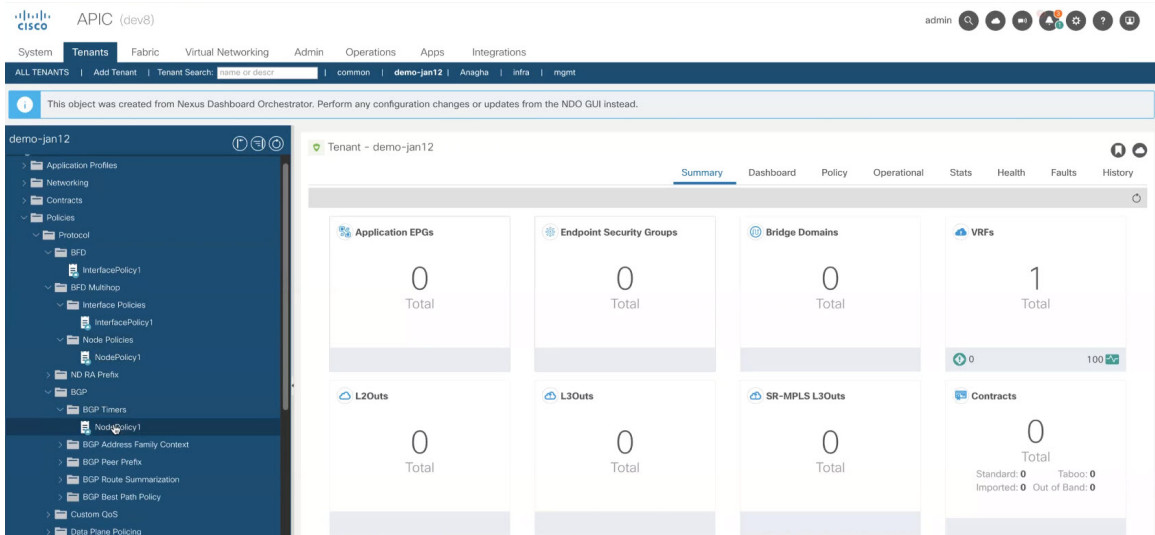 CISCO APIC (dev8) admin 3
System Tenants Fabric Virtual Networking Admin Operations Apps Integrations
ALL TENANTS | Add Tenant | Tenant Search: name or descr | common | demo-jan12 | Anagha | infra | mgmt
i This object was created from Nexus Dashboard Orchestrator. Perform any configuration changes or updates from the NDO GUI instead.
demo-jan12
Application Profiles
Networking
Contracts
Policies
Protocol
BFD
InterfacePolicy1
BFD Multihop
Interface Policies
InterfacePolicy1
Node Policies
NodePolicy1
ND RA Prefix
BGP
BGP Timers
NodePolicy1
BGP Address Family Context
BGP Peer Prefix
BGP Route Summarization
BGP Best Path Policy
Custom QoS
Data Plane Policing
Tenant - demo-jan12
Summary Dashboard Policy Operational Stats Health Faults History
Application EPGs
0
Total
Endpoint Security Groups
0
Total
Bridge Domains
0
Total
VRFs
1
Total
0 100
L2Outs
0
Total
L3Outs
0
Total
SR-MPLS L3Outs
0
Total
Contracts
0
Total
Standard: 0 Taboo: 0
Imported: 0 Out of Band: 0